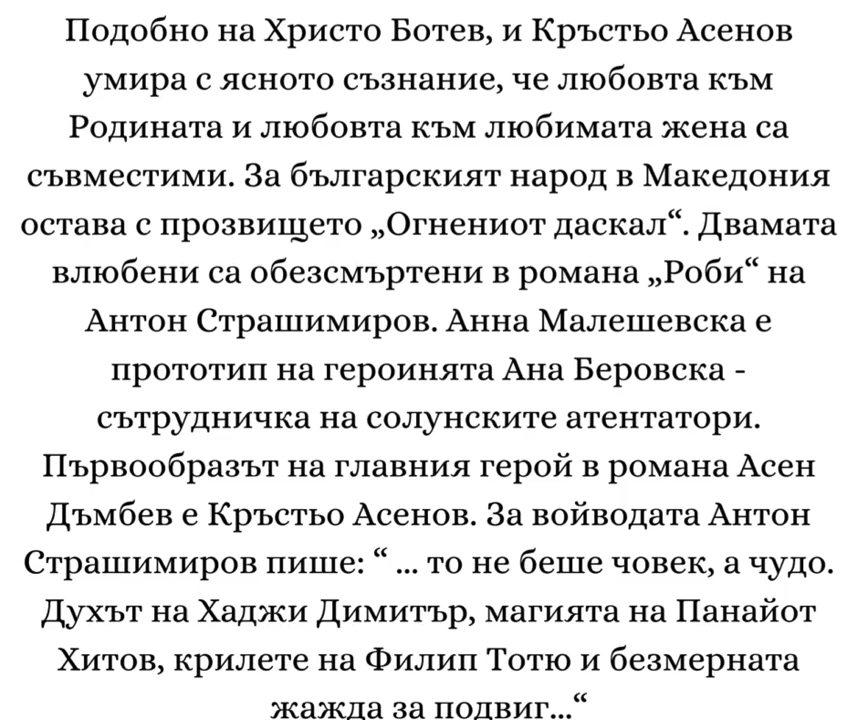 Подобно на Христо Ботев, и Кръстьо Асенов
умира с ясното съзнание, че любовта към
Родината и любовта към любимата жена са
съвместими. За българският народ в Македония
остава с прозвището „Огнениот даскал“. Двамата
влюбени са обезсмъртени в романа „Роби“ на
Антон Страшимиров. Анна Малешевска е
прототип на героинята Ана Беровска -
сътрудничка на солунските атентатори.
Първообразът на главния герой в романа Асен
Дъмбев е Кръстьо Асенов. За войводата Антон
Страшимиров пише: “ ... то не беше човек, а чудо.
Духът на Хаджи Димитър, магията на Панайот
Хитов, крилете на Филип Тотю и безмерната
жажда за подвиг...“